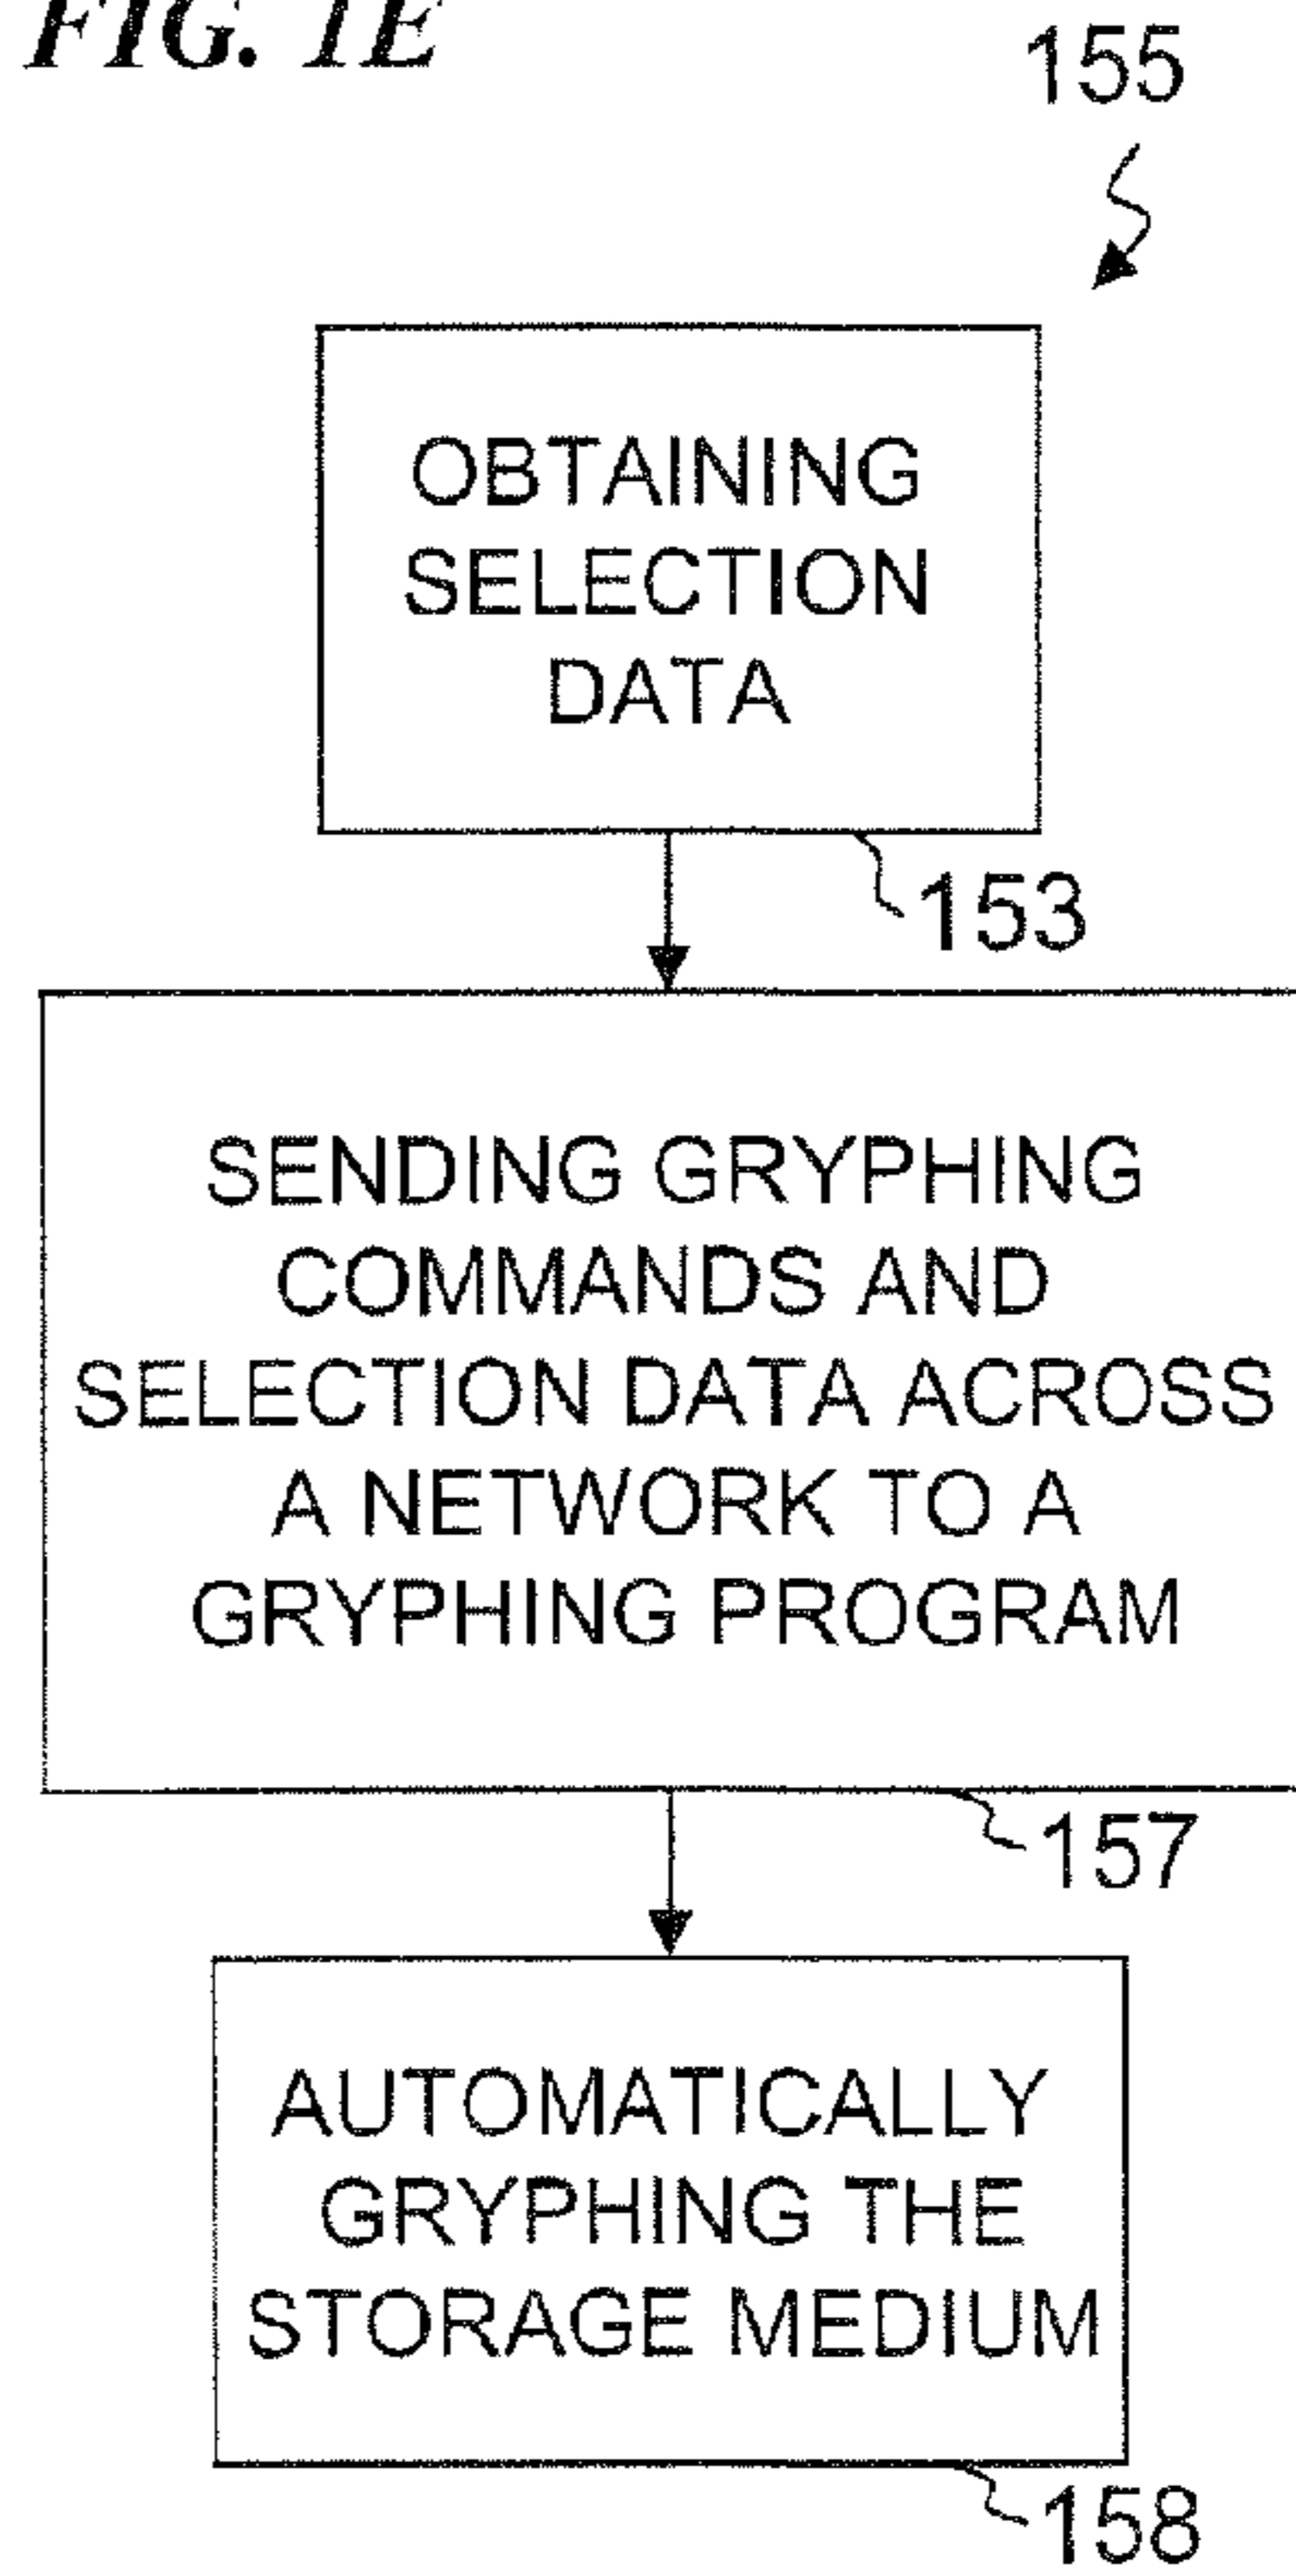 FIG. 1E
155
OBTAINING
SELECTION
DATA
153
SENDING GRYPHING
COMMANDS AND
SELECTION DATA ACROSS
A NETWORK TO A
GRYPHING PROGRAM
157
AUTOMATICALLY
GRYPHING THE
STORAGE MEDIUM
158